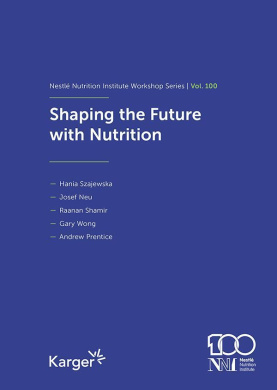 Nestlé Nutrition Institute Workshop Series | Vol. 100
Shaping the Future
with Nutrition
— Hania Szajewska
— Josef Neu
— Raanan Shamir
— Gary Wong
— Andrew Prentice
Karger
100
NNI
Nestlé
Nutrition
Institute